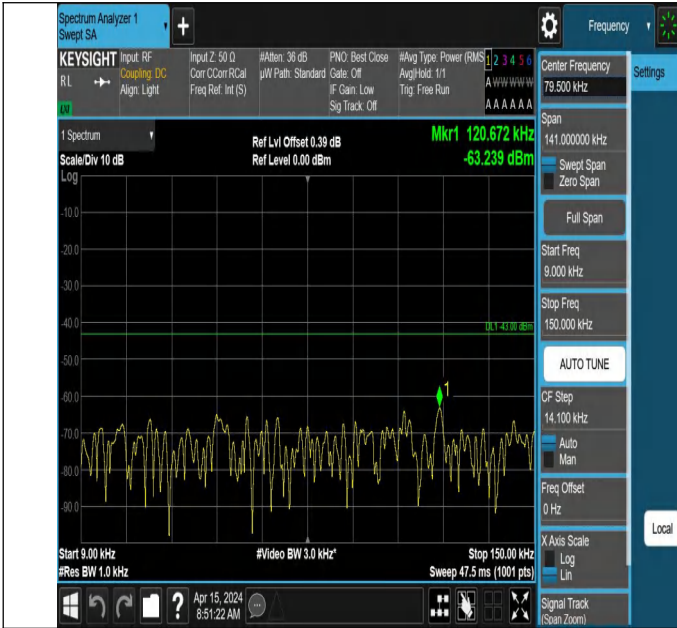 Spectrum Analyzer 1
Swept SA
+
Frequency
KEYSIGHT
RL
Input: RF
Coupling: DC
Align: Light
Input Z: 50 Ω
Corr CCorr RCal
Freq Ref: Int (S)
#Atten: 36 dB
µW Path: Standard
PNO: Best Close
Gate: Off
IF Gain: Low
Sig Track: Off
#Avg Type: Power (RMS
Avg|Hold: 1/1
Trig: Free Run
1 2 3 4 5 6
A W W W W W
A A A A A A
LNI
1 Spectrum
Scale/Div 10 dB
Log
Ref Lvl Offset 0.39 dB
Ref Level 0.00 dBm
Mkr1 120.672 kHz
-63.239 dBm
-10.0
-20.0
-30.0
-40.0
DL1 -43.00 dBm
-50.0
-60.0
1
-70.0
-80.0
-90.0
Start 9.00 kHz
#Res BW 1.0 kHz
#Video BW 3.0 kHz*
Stop 150.00 kHz
Sweep 47.5 ms (1001 pts)
?
Apr 15, 2024
8:51:22 AM
Center Frequency
79.500 kHz
Settings
Span
141.000000 kHz
Swept Span
Zero Span
Full Span
Start Freq
9.000 kHz
Stop Freq
150.000 kHz
AUTO TUNE
CF Step
14.100 kHz
Auto
Man
Freq Offset
0 Hz
Local
X Axis Scale
Log
Lin
Signal Track
(Span Zoom)